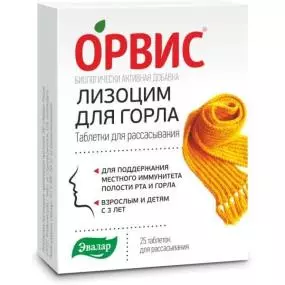 ОРВИС®
БИОЛОГИЧЕСКИ АКТИВНАЯ ДОБАВКА
ЛИЗОЦИМ
ДЛЯ ГОРЛА
Таблетки для рассасывания
• ДЛЯ ПОДДЕРЖАНИЯ
МЕСТНОГО ИММУНИТЕТА
ПОЛОСТИ РТА И ГОРЛА
• ВЗРОСЛЫМ И ДЕТЯМ
С 3 ЛЕТ
Эвалар
25 таблеток
для рассасывания